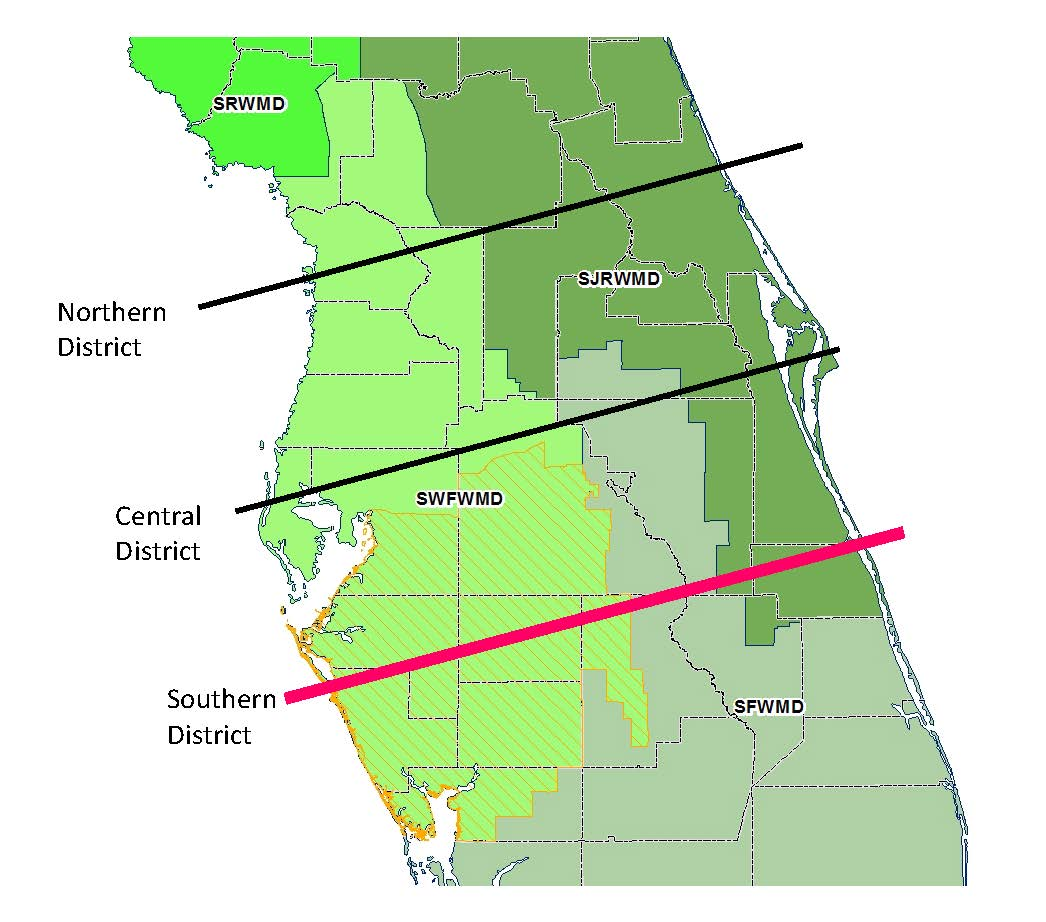 SRWMD
SJRWMD
Northern
District
SWFWMD
Central
District
Southern
District
SFWMD